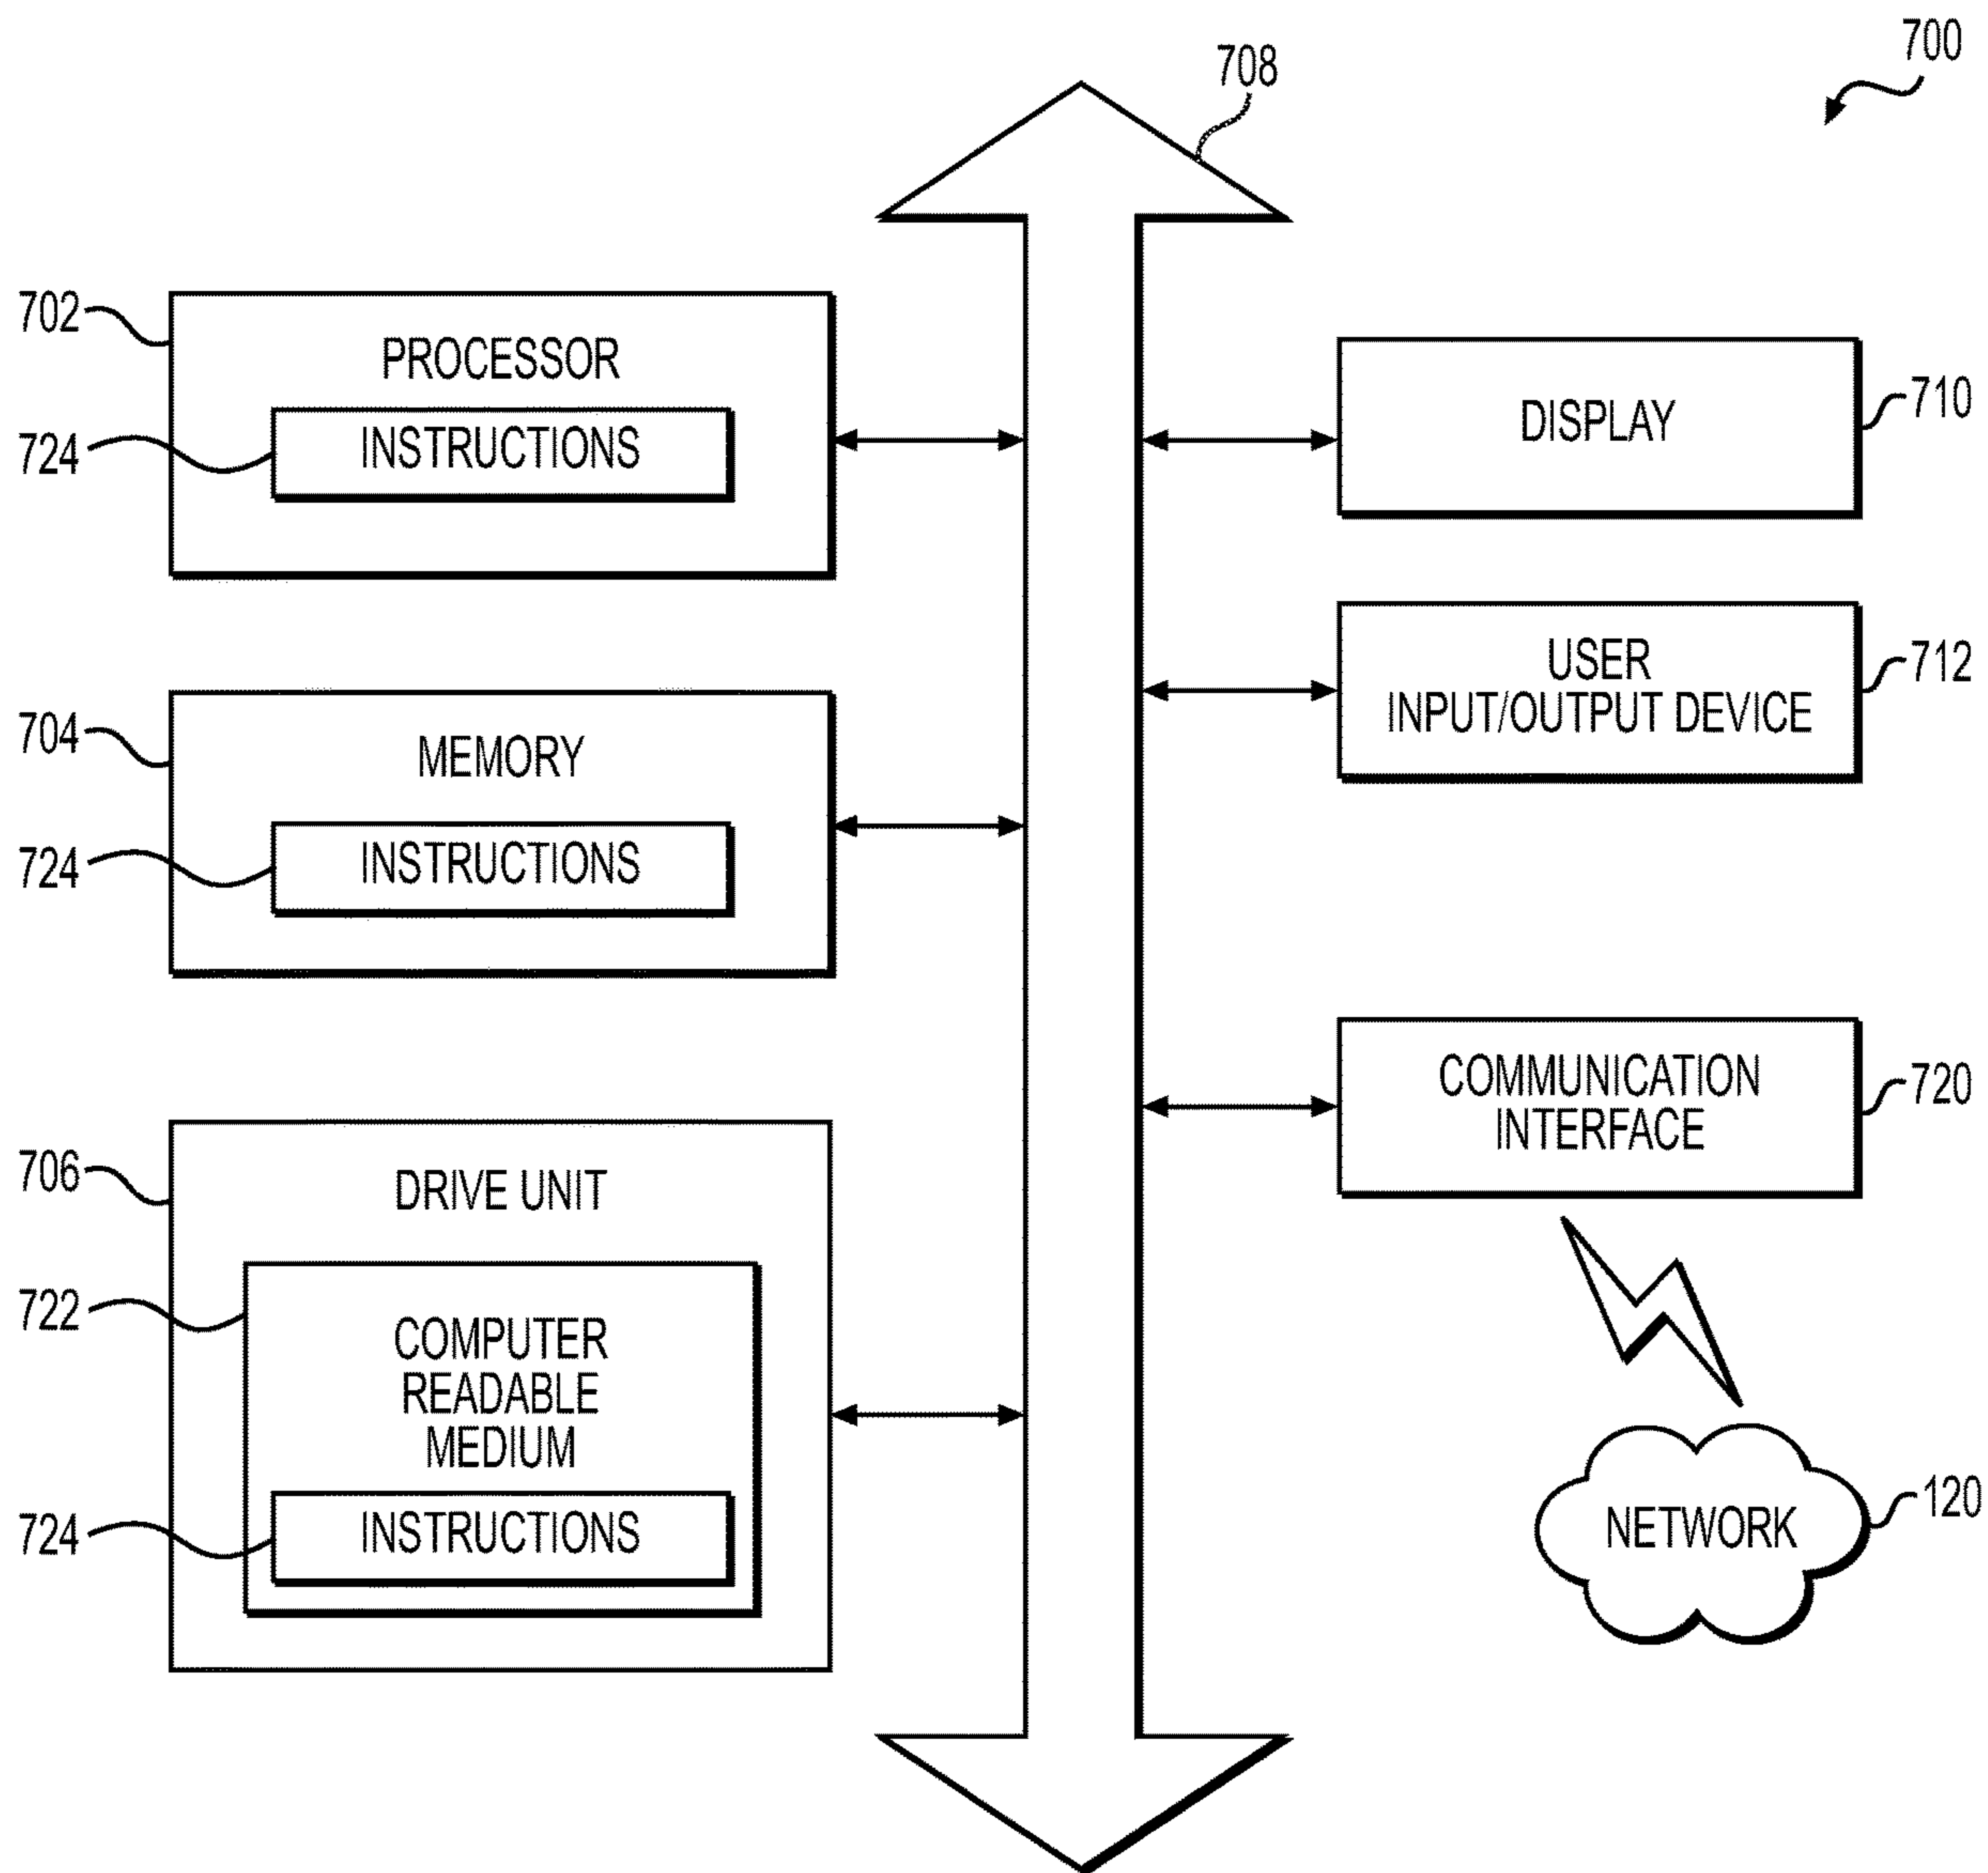 700
708
702
PROCESSOR
724
INSTRUCTIONS
704
MEMORY
724
INSTRUCTIONS
706
DRIVE UNIT
722
COMPUTER
READABLE
MEDIUM
724
INSTRUCTIONS
DISPLAY
710
USER
INPUT/OUTPUT DEVICE
712
COMMUNICATION
INTERFACE
720
NETWORK
120